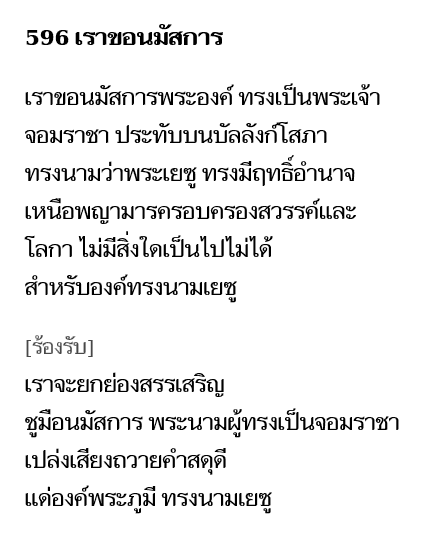 596 เราขอนมัสการ
เราขอนมัสการพระองค์ ทรงเป็นพระเจ้า
จอมราชา ประทับบนบัลลังก์โสภา
ทรงนามว่าพระเยซู ทรงมีฤทธิ์อำนาจ
เหนือพญามารครอบครองสวรรค์และ
โลกา ไม่มีสิ่งใดเป็นไปไม่ได้
สำหรับองค์ทรงนามเยซู
[ร้องรับ]
เราจะยกย่องสรรเสริญ
ชูมือนมัสการ พระนามผู้ทรงเป็นจอมราชา
เปล่งเสียงถวายคำสดุดี
แด่องค์พระภูมี ทรงนามเยซู